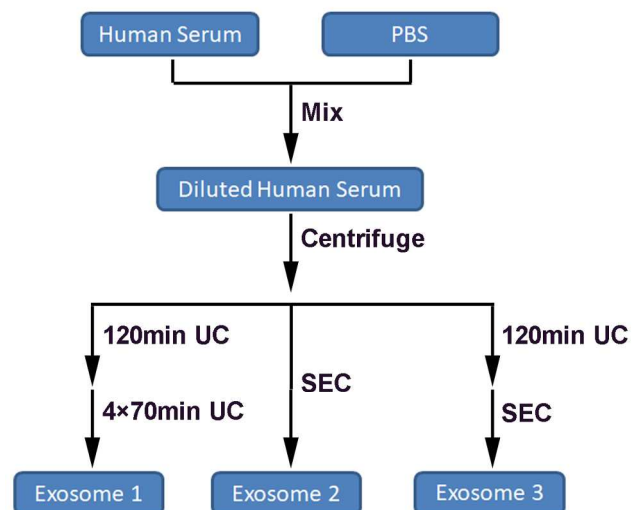 Human Serum
PBS
Mix
Diluted Human Serum
Centrifuge
120min UC
120min UC
SEC
4×70min UC
SEC
Exosome 1
Exosome 2
Exosome 3